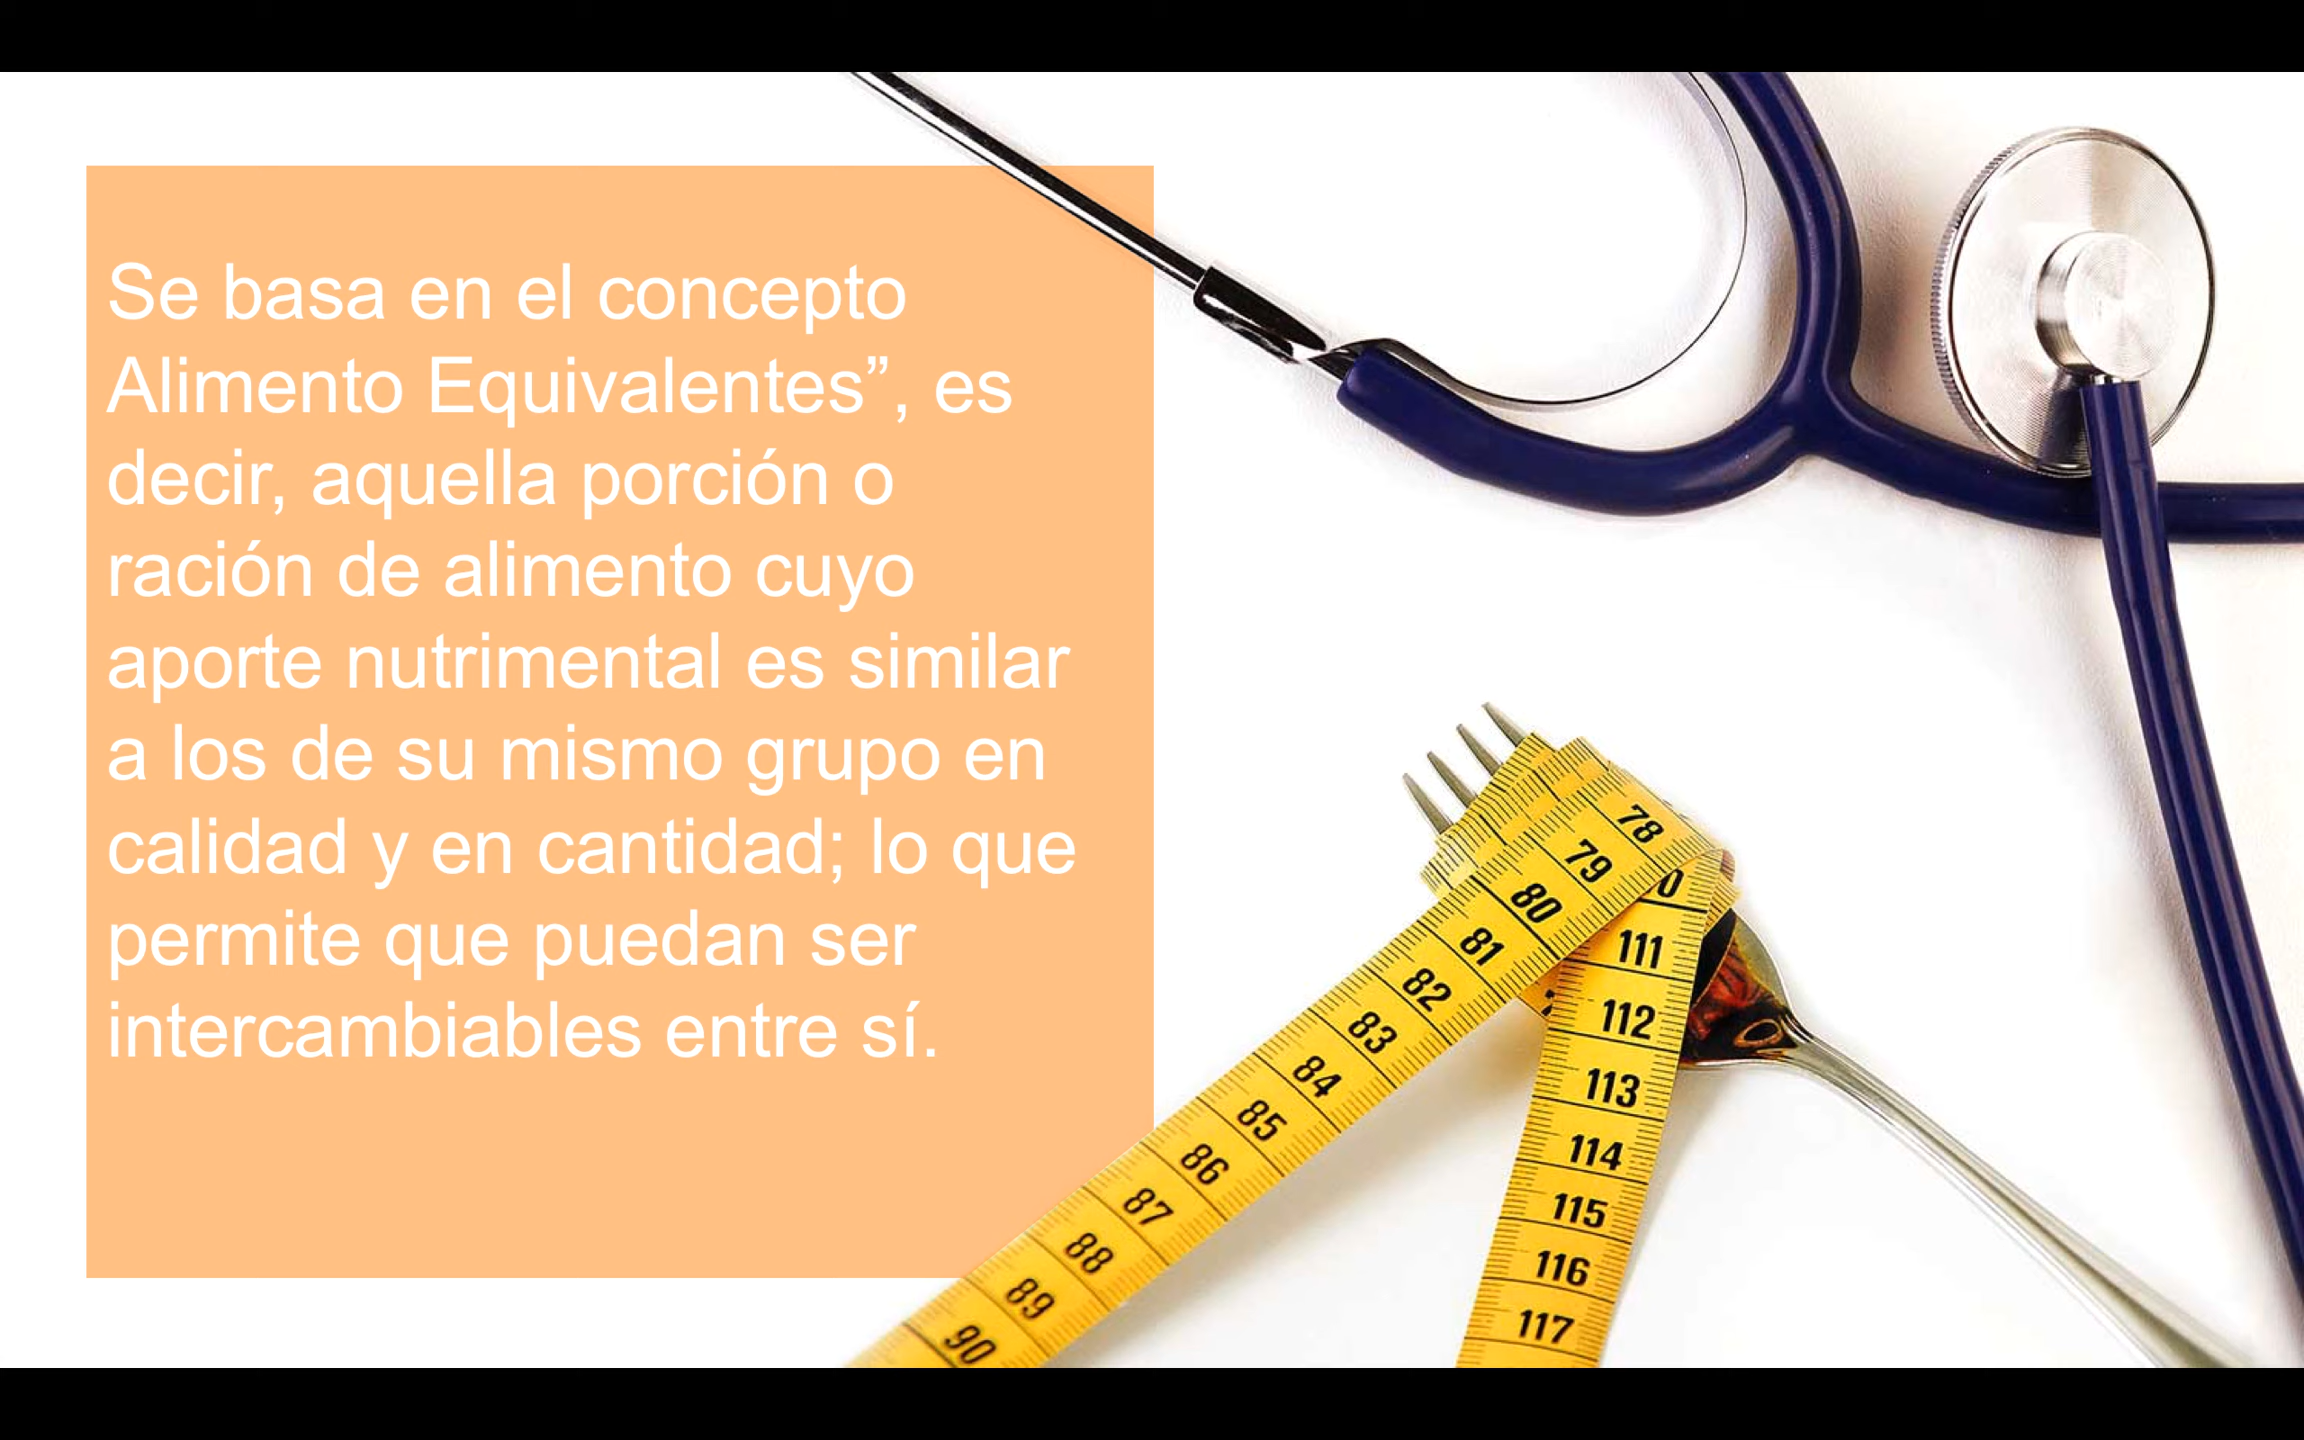 Se basa en el concepto
Alimento Equivalentes”, es
decir, aquella porción o
ración de alimento cuyo
aporte nutrimental es similar
a los de su mismo grupo en
calidad y en cantidad; lo que
permite que puedan ser
intercambiables entre sí.
78
79
80
81
82
83
84
85
86
87
88
89
90
111
112
113
114
115
116
117